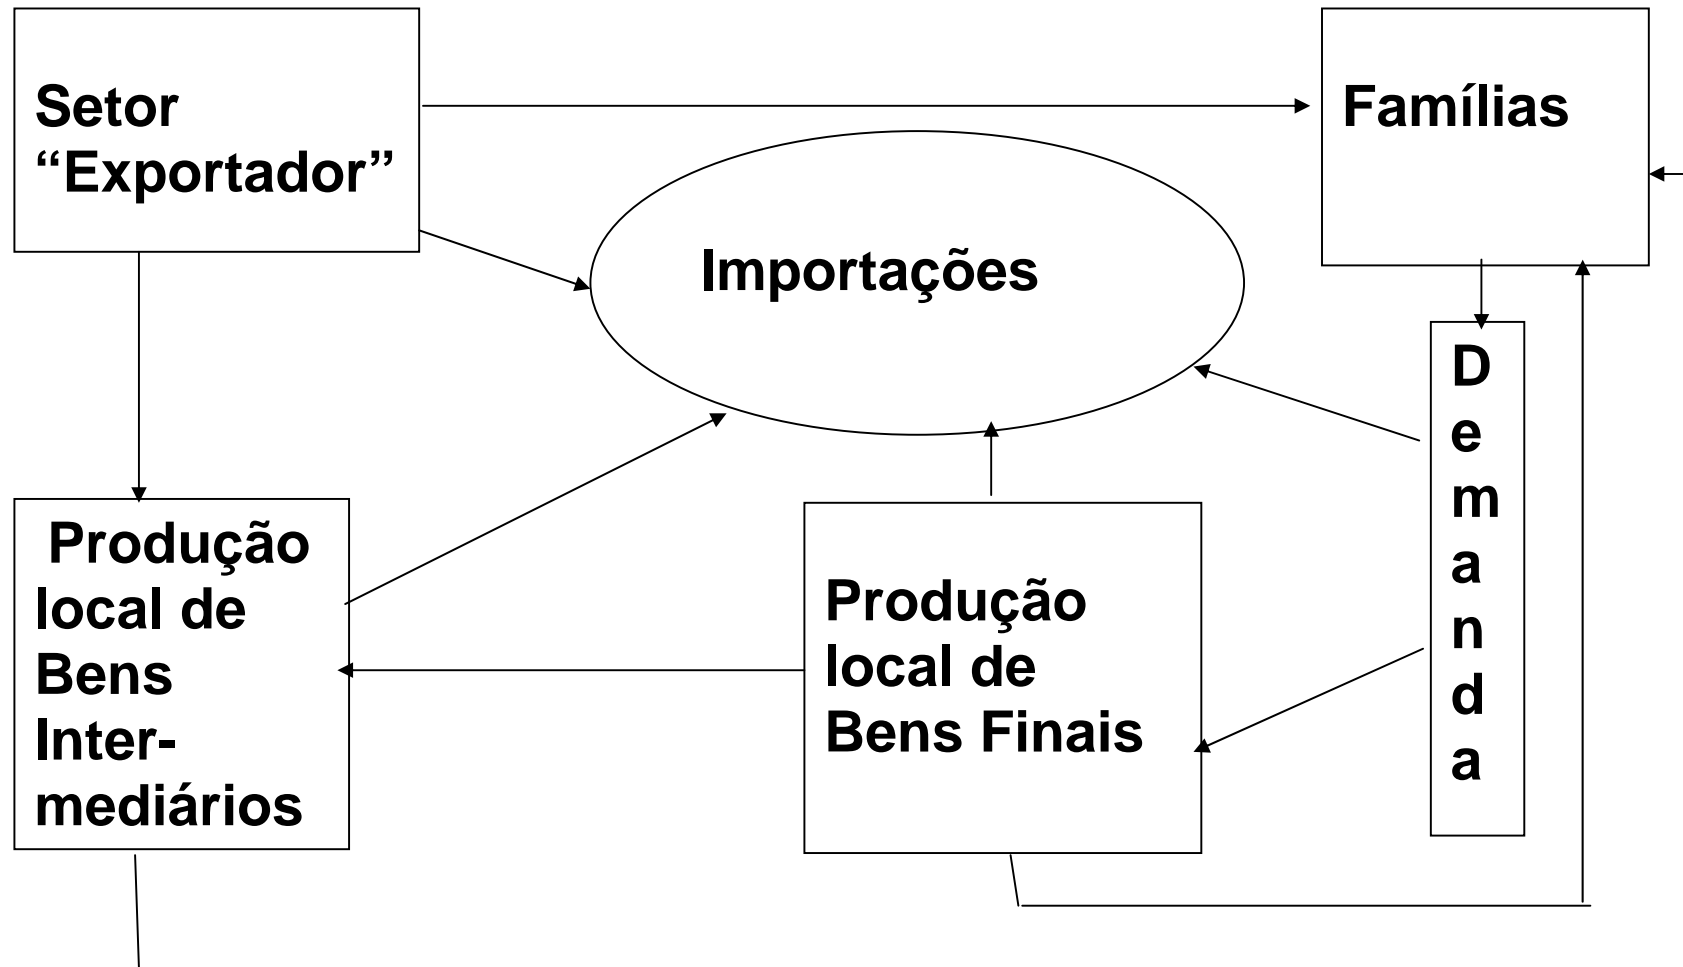 Setor
“Exportador”
Famílias
Importações
D
e
m
a
n
d
a
Produção
local de
Bens
Inter-
mediários
Produção
local de
Bens Finais